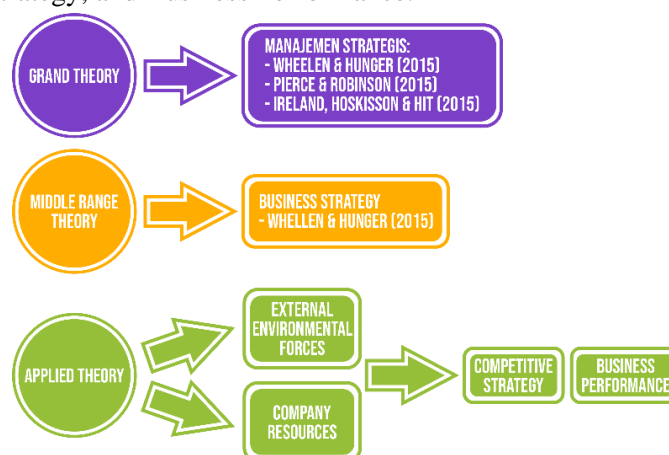 GRAND THEORY
MANAJEMEN STRATEGIS:
- WHEELEN & HUNGER (2015)
- PIERCE & ROBINSON (2015)
- IRELAND, HOSKISSON & HIT (2015)
MIDDLE RANGE
THEORY
BUSINESS STRATEGY
- WHELLEN & HUNGER (2015)
APPLIED THEORY
EXTERNAL
ENVIRONMENTAL
FORCES
COMPANY
RESOURCES
COMPETITIVE
STRATEGY
BUSINESS
PERFORMANCE